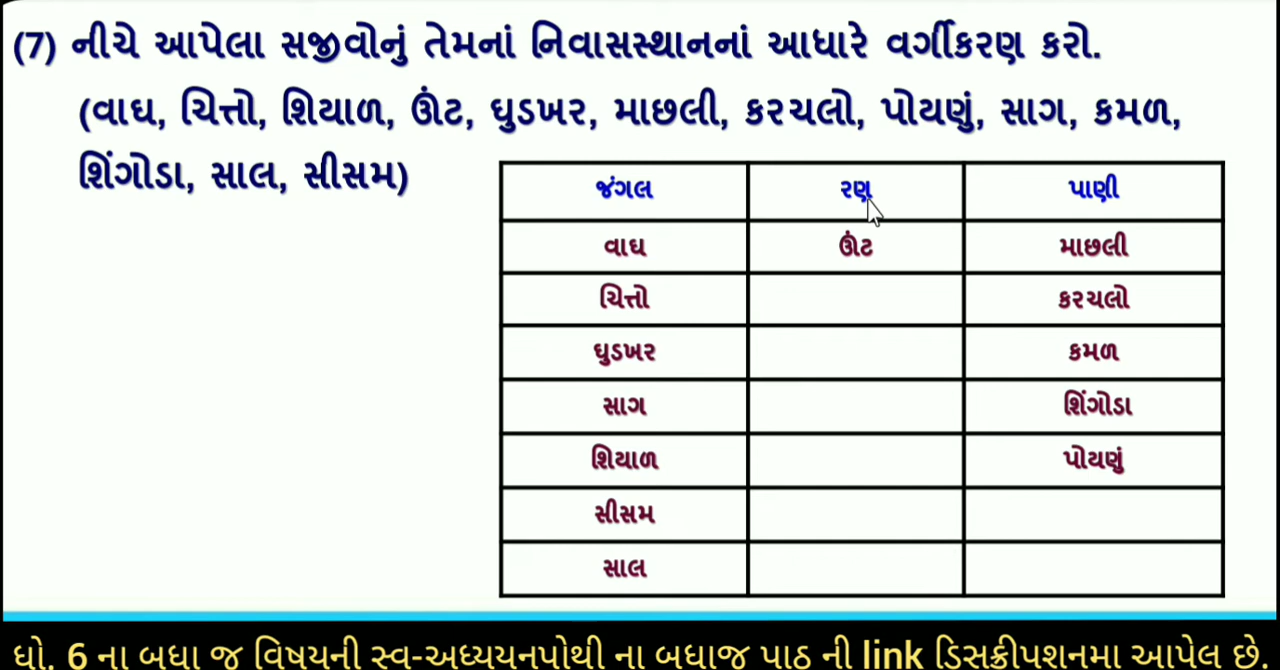 (7) નીચે આપેલા સજીવોનું તેમનાં નિવાસસ્થાનનાં આધારે વર્ગીકરણ કરો.
(વાઘ, ચિત્તો, શિયાળ, ઊંટ, ઘુડખર, માછલી, કરચલો, પોયણું, સાગ, કમળ,
શિંગોડા, સાલ, સીસમ)
જંગલ રણ પાણી
વાઘ ઊંટ માછલી
ચિત્તો કરચલો
ઘુડખર કમળ
સાગ શિંગોડા
શિયાળ પોયણું
સીસમ
સાલ
ધો. 6 ના બધા જ વિષયની સ્વ-અધ્યયનપોથી ના બધાજ પાઠ ની link ડિસક્રીપશનમા આપેલ છે.